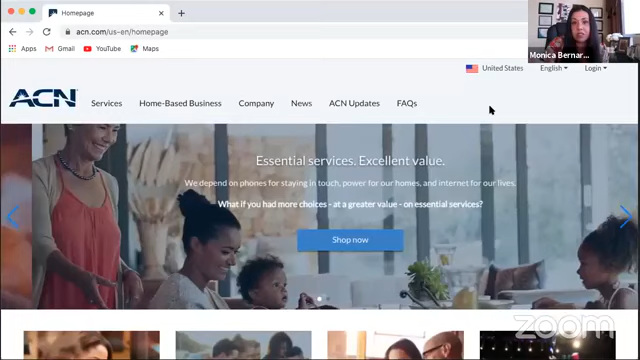 Homepage
acn.com/us-en/homepage
Apps Gmail YouTube Maps
Monica Bernar...
United States English Login
ACN Services Home-Based Business Company News ACN Updates FAQs
Essential services. Excellent value.
We depend on phones for staying in touch, power for our homes, and internet for our lives.
What if you had more choices - at a greater value - on essential services?
Shop now
zoom